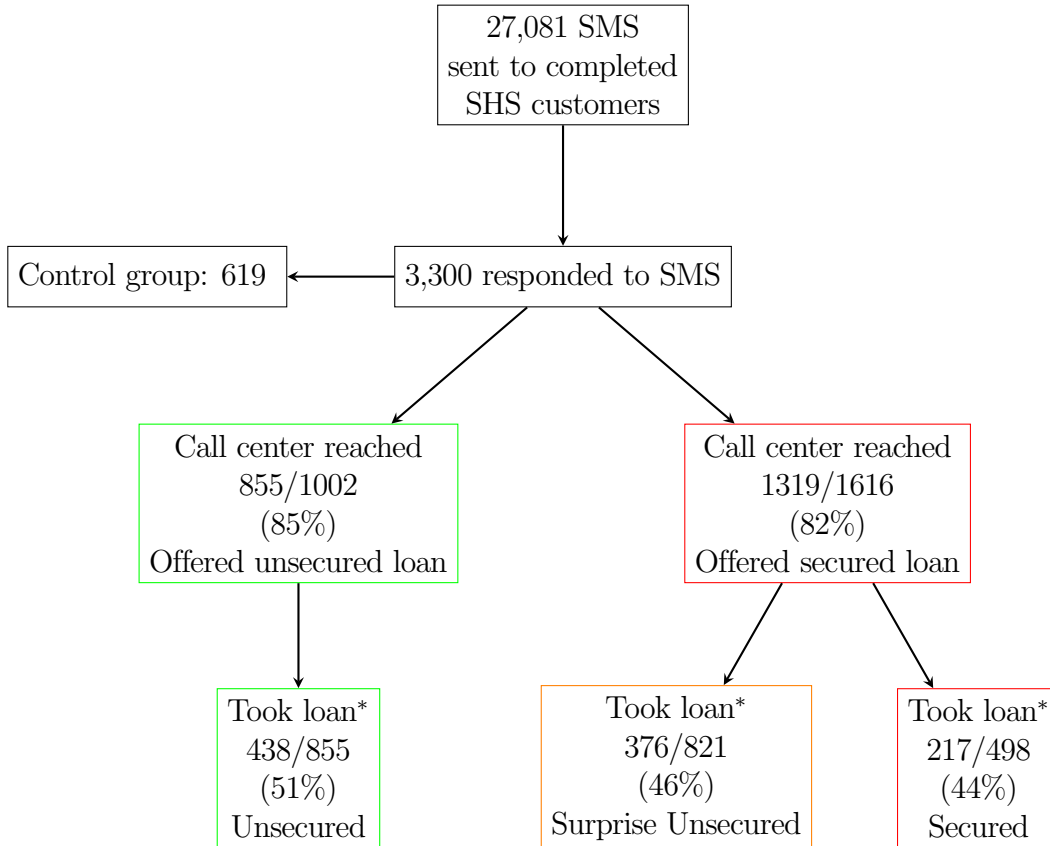 27,081 SMS
sent to completed
SHS customers
Control group: 619
3,300 responded to SMS
Call center reached
855/1002
(85%)
Offered unsecured loan
Call center reached
1319/1616
(82%)
Offered secured loan
Took loan*
438/855
(51%)
Unsecured
Took loan*
376/821
(46%)
Surprise Unsecured
Took loan*
217/498
(44%)
Secured